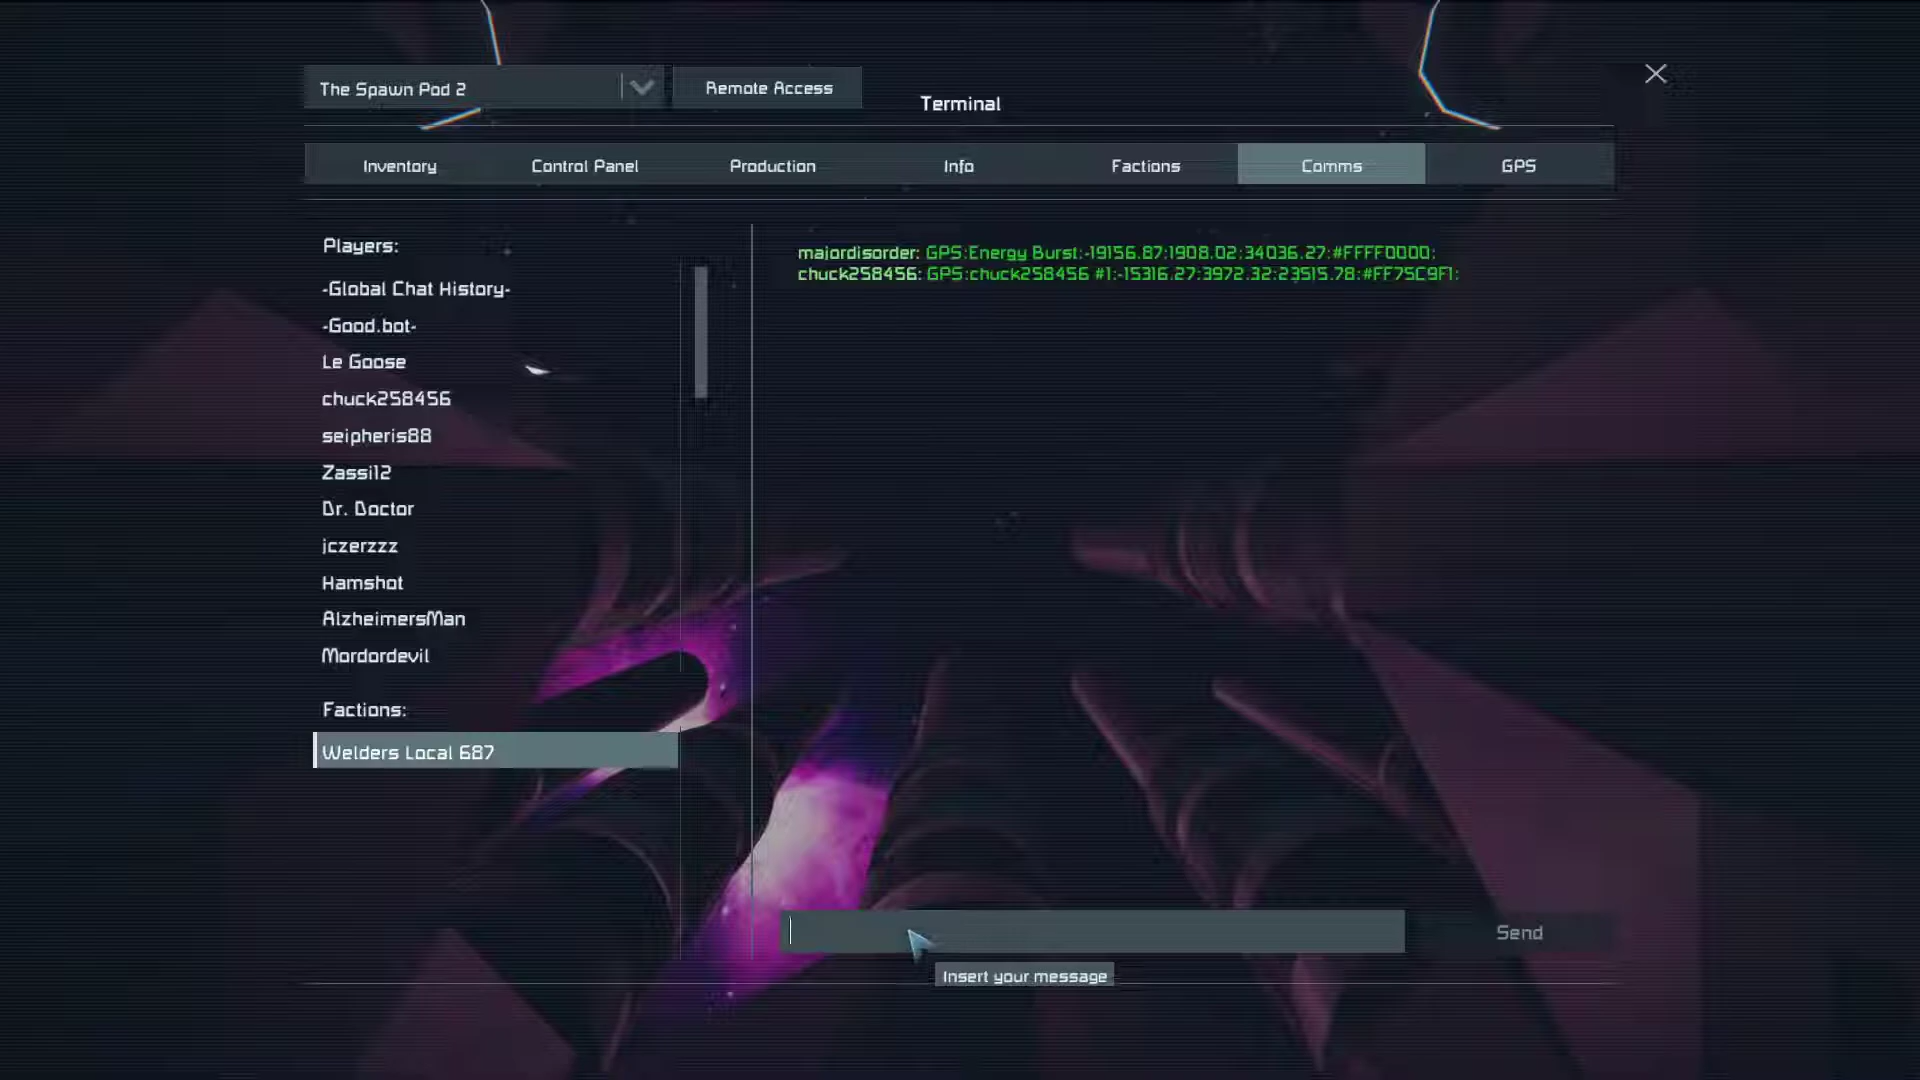 The Spawn Pod 2
Remote Access
Terminal
Inventory
Control Panel
Production
Info
Factions
Comms
GPS
Players:
-Global Chat History-
-Good.bot-
Le Goose
chuck258456
seipheris88
Zassi12
Dr. Doctor
jczerzzz
Hamshot
AlzheimersMan
Mordordevil
Factions:
Welders Local 687
majordisorder: GPS:Energy Burst:-19156.87:1908.02:34036.27:#FFFF0000:
chuck258456: GPS:chuck258456 #1:-15316.27:3972.32:23515.78:#FF75C9F1:
Send
Insert your message